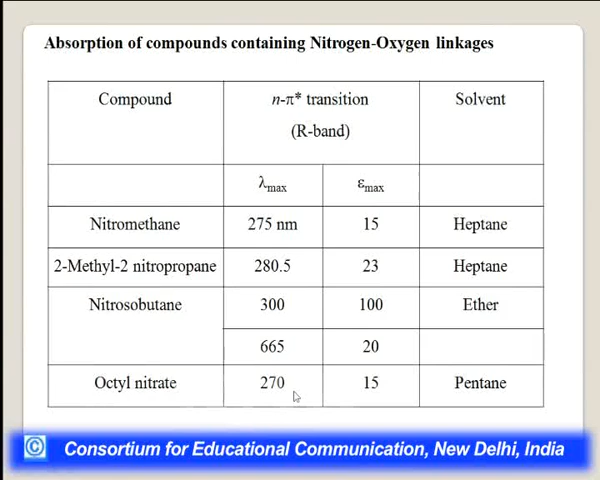 Absorption of compounds containing Nitrogen-Oxygen linkages
Compound n-π* transition Solvent
(R-band)
λmax εmax
Nitromethane 275 nm 15 Heptane
2-Methyl-2 nitropropane 280.5 23 Heptane
Nitrosobutane 300 100 Ether
665 20
Octyl nitrate 270 15 Pentane
© Consortium for Educational Communication, New Delhi, India